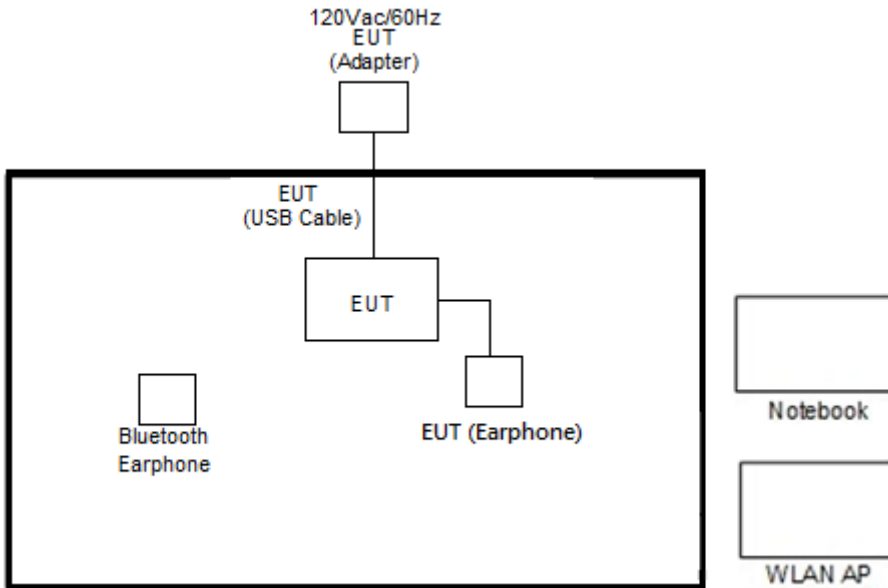 120Vac/60Hz
EUT
(Adapter)
EUT
(USB Cable)
EUT
EUT (Earphone)
Bluetooth
Earphone
Notebook
WLAN AP